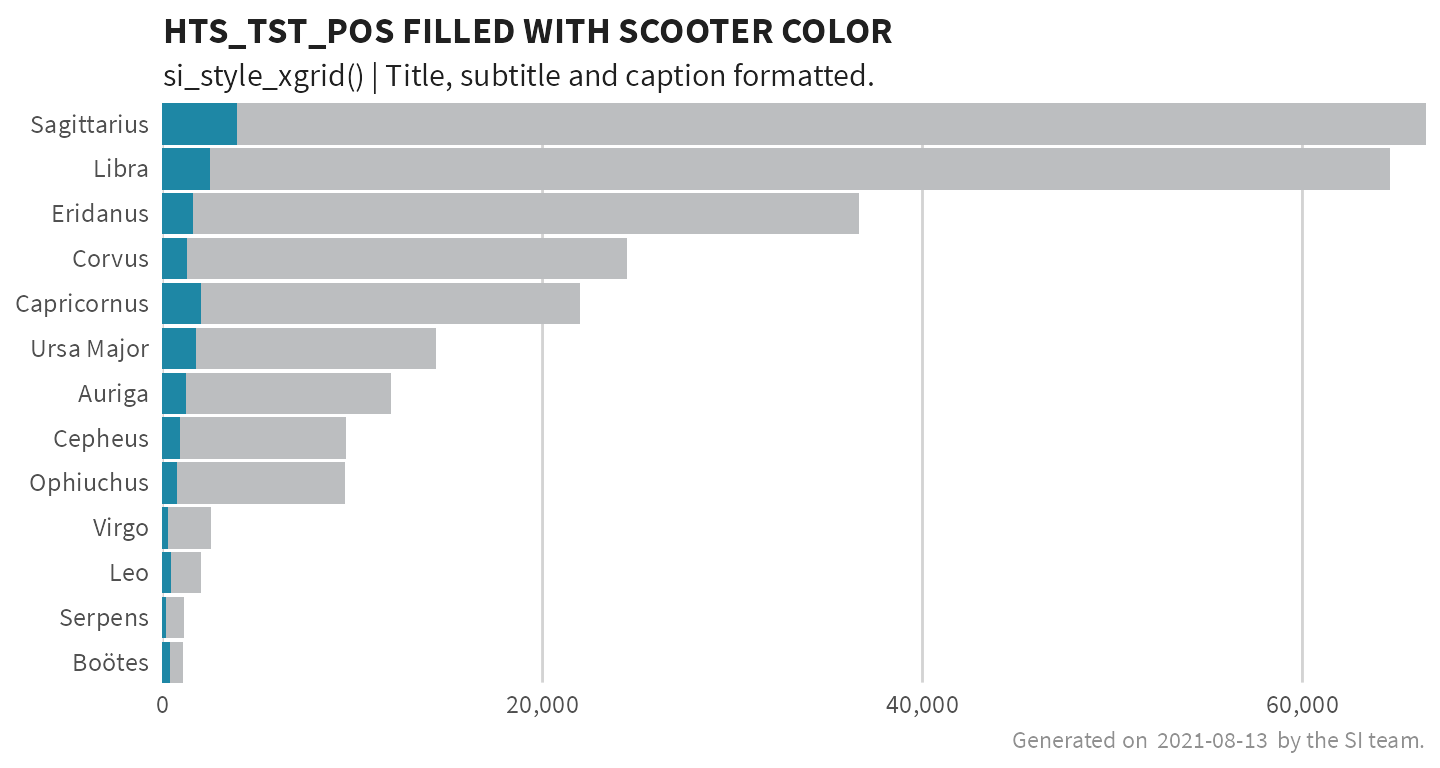 HTS_TST_POS FILLED WITH SCOOTER COLOR
si_style_xgrid() | Title, subtitle and caption formatted.
Sagittarius
Libra
Eridanus
Corvus
Capricornus
Ursa Major
Auriga
Cepheus
Ophiuchus
Virgo
Leo
Serpens
Boötes
0 20,000 40,000 60,000
Generated on 2021-08-13 by the SI team.